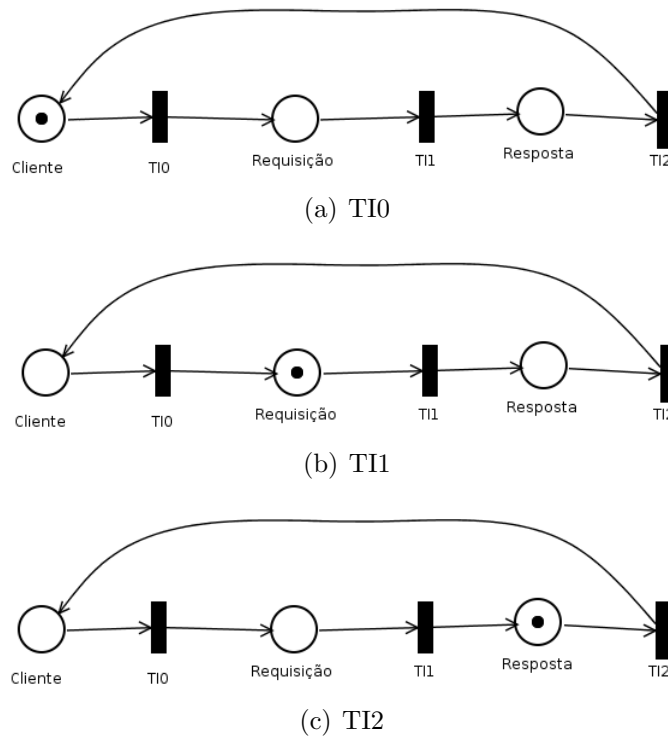 Cliente TI0 Requisição TI1 Resposta TI2
(a) TI0
Cliente TI0 Requisição TI1 Resposta TI2
(b) TI1
Cliente TI0 Requisição TI1 Resposta TI2
(c) TI2